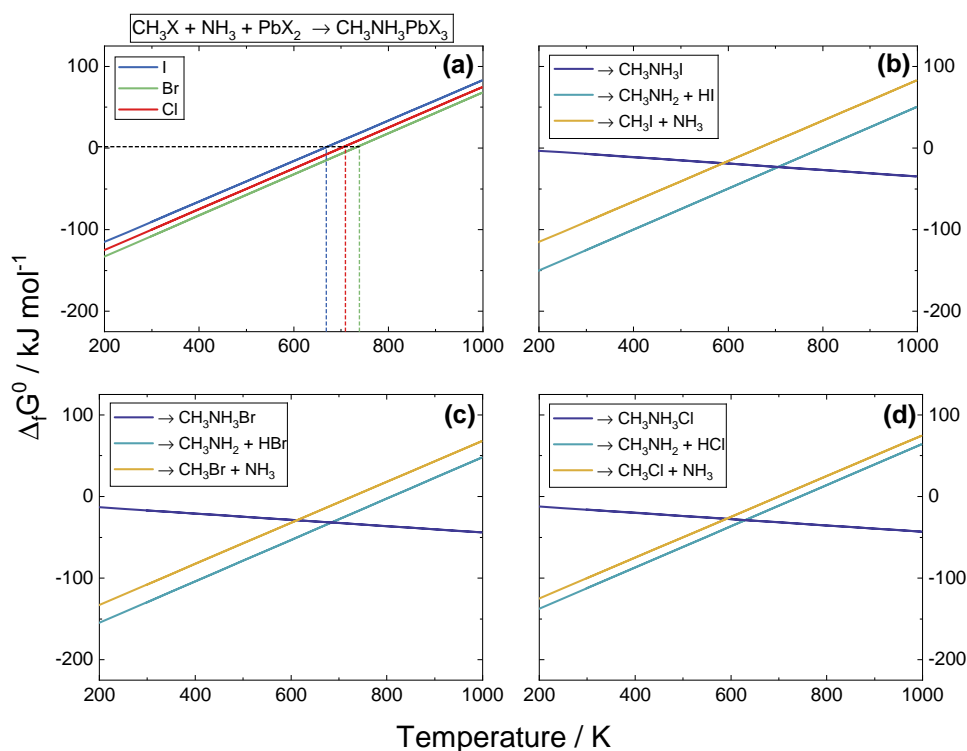 CH₃X + NH₃ + PbX₂ → CH₃NH₃PbX₃
(a)
I
Br
Cl
100
0
-100
-200
200 400 600 800 1000
(b)
→ CH₃NH₃I
→ CH₃NH₂ + HI
→ CH₃I + NH₃
100
0
-100
-200
200 400 600 800 1000
ΔfG⁰ / kJ mol⁻¹
(c)
→ CH₃NH₃Br
→ CH₃NH₂ + HBr
→ CH₃Br + NH₃
100
0
-100
-200
200 400 600 800 1000
(d)
→ CH₃NH₃Cl
→ CH₃NH₂ + HCl
→ CH₃Cl + NH₃
100
0
-100
-200
200 400 600 800 1000
Temperature / K